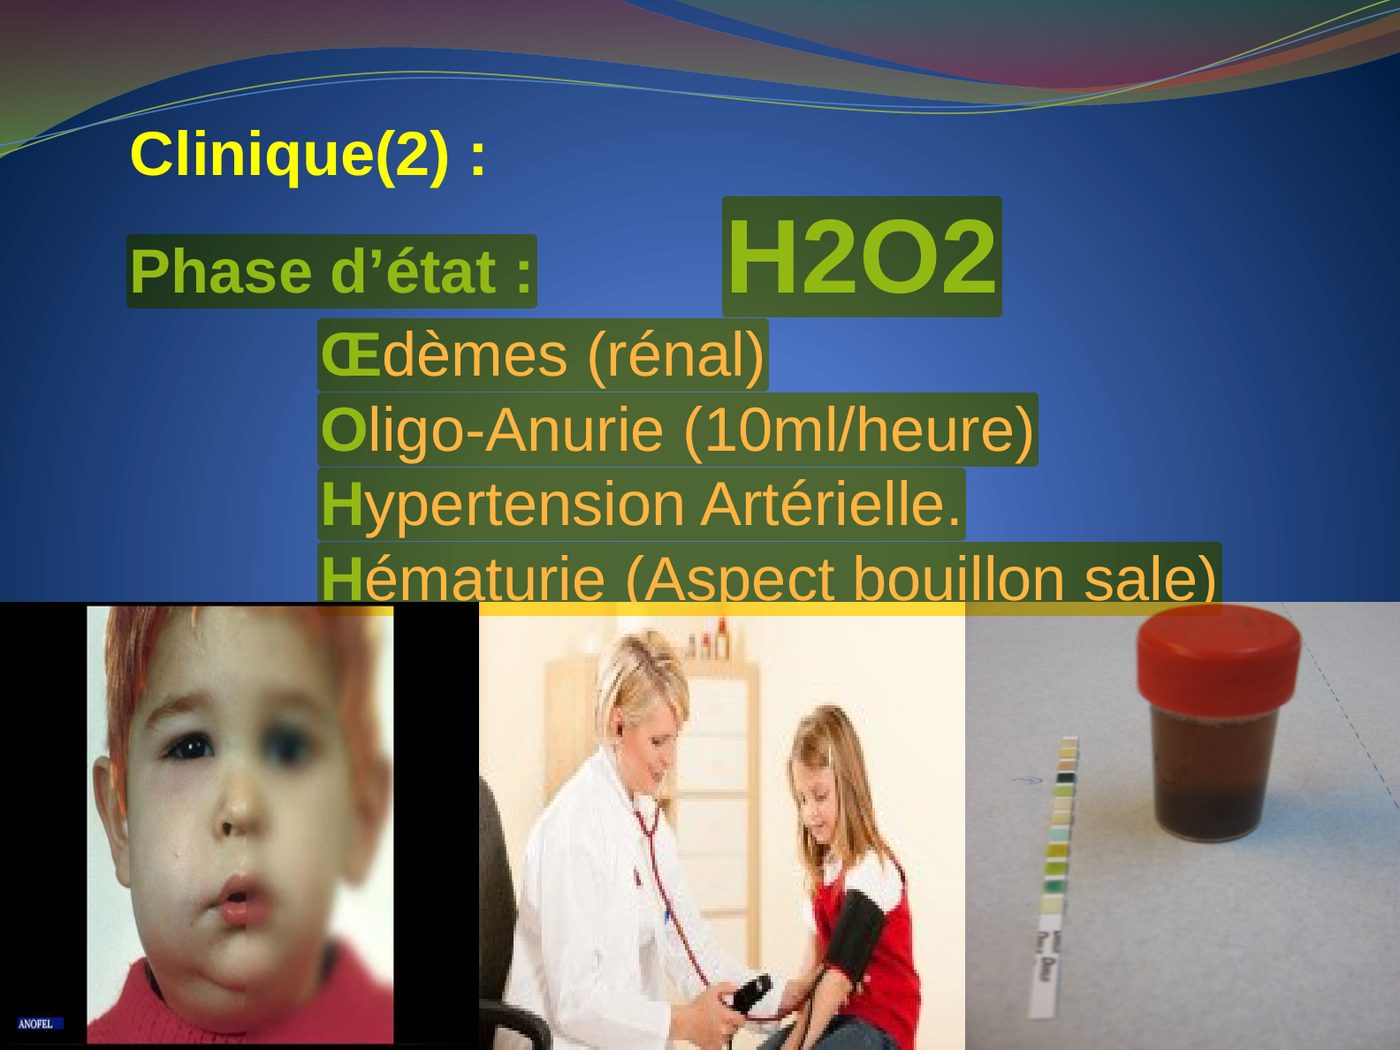 Clinique(2) :
Phase d’état :
H2O2
Œdèmes (rénal)
Oligo-Anurie (10ml/heure)
Hypertension Artérielle.
Hématurie (Aspect bouillon sale)
ANOFEL